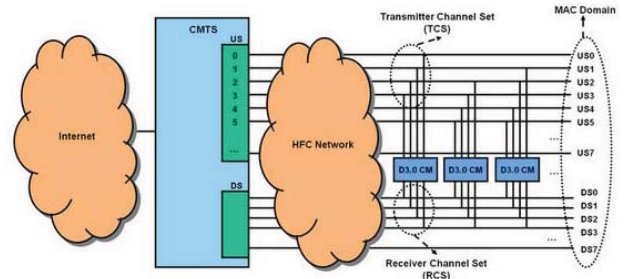 CMTS
US
0
1
2
3
4
5
...
DS
Internet
HFC Network
Transmitter Channel Set
(TCS)
MAC Domain
US0
US1
US2
US3
US4
US5
...
US7
D3.0 CM
D3.0 CM
D3.0 CM
...
DS0
DS1
DS2
DS3
...
DS7
Receiver Channel Set
(RCS)